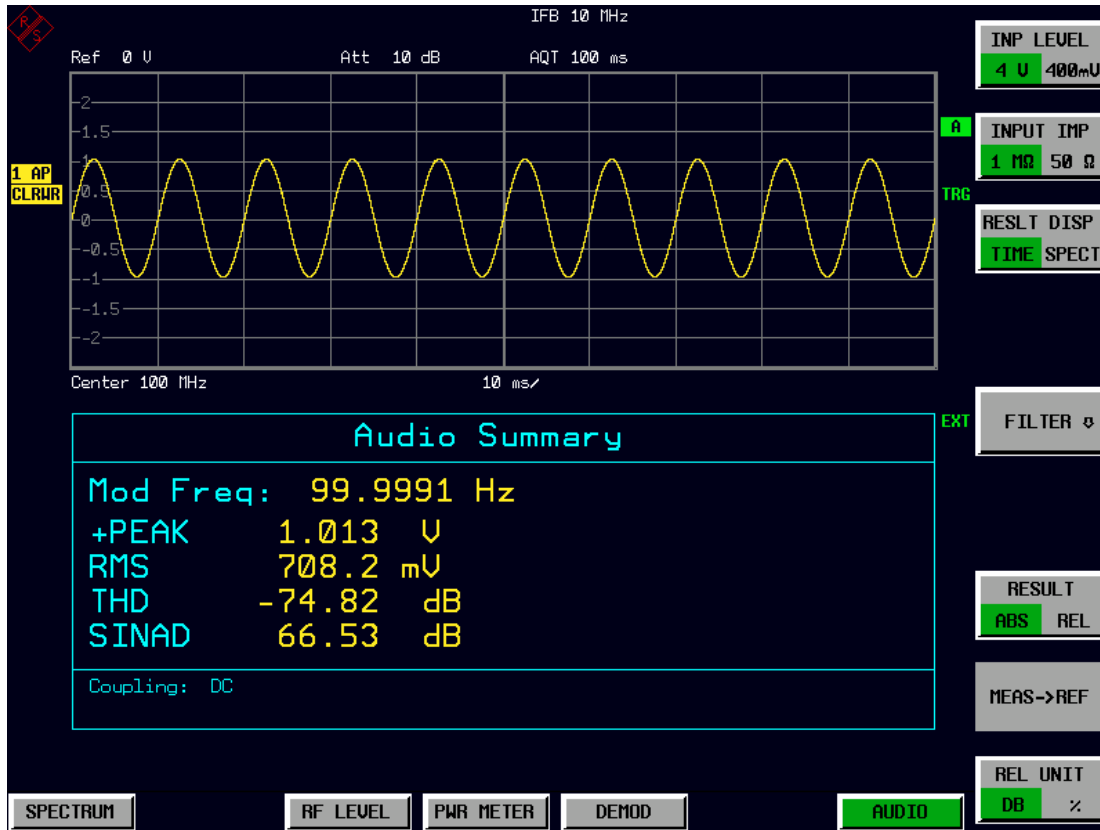 R
S
IFB 10 MHz
Ref 0 V Att 10 dB AQT 100 ms
2
1.5
1
0.5
0
-0.5
-1
-1.5
-2
1 AP
CLRWR
A
TRG
Center 100 MHz 10 ms/
EXT
Audio Summary
Mod Freq: 99.9991 Hz
+PEAK 1.013 V
RMS 708.2 mV
THD -74.82 dB
SINAD 66.53 dB
Coupling: DC
INP LEVEL
4 V 400mV
INPUT IMP
1 MΩ 50 Ω
RESLT DISP
TIME SPECT
FILTER ⇩
RESULT
ABS REL
MEAS->REF
REL UNIT
DB %
SPECTRUM RF LEVEL PWR METER DEMOD AUDIO